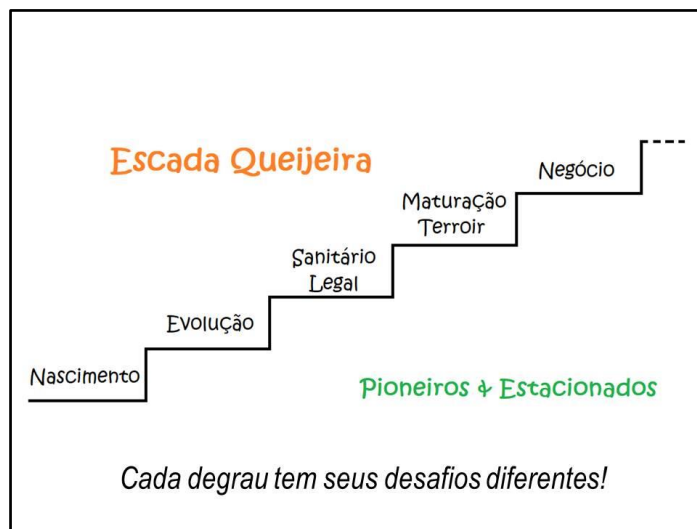 Escada Queijeira
Negócio
Maturação
Terroir
Sanitário
Legal
Evolução
Nascimento
Pioneiros & Estacionados
Cada degrau tem seus desafios diferentes!